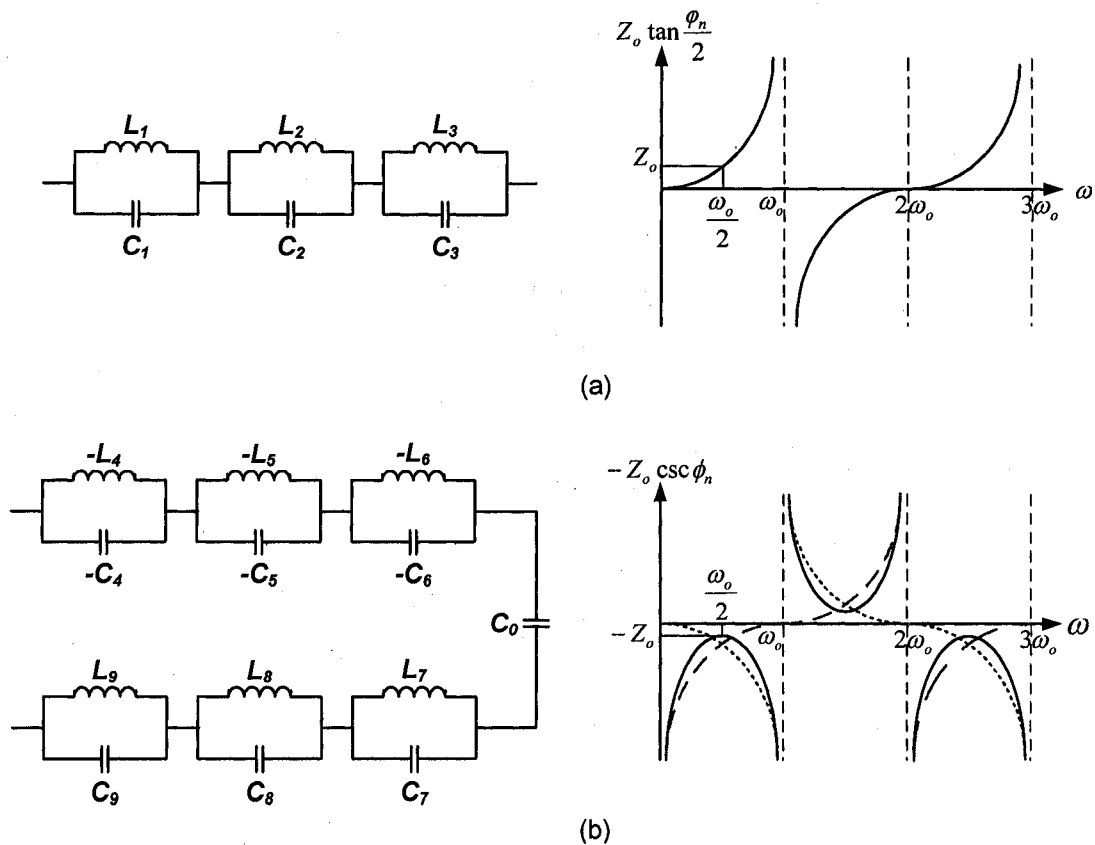 L₁ L₂ L₃
C₁ C₂ C₃
Zₒ tan φₙ/2
Zₒ
ωₒ/2 ωₒ 2ωₒ 3ωₒ ω
(a)
-L₄ -L₅ -L₆
-C₄ -C₅ -C₆
C₀
L₉ L₈ L₇
C₉ C₈ C₇
−Zₒ csc ϕₙ
ωₒ/2
−Zₒ ωₒ 2ωₒ 3ωₒ ω
(b)